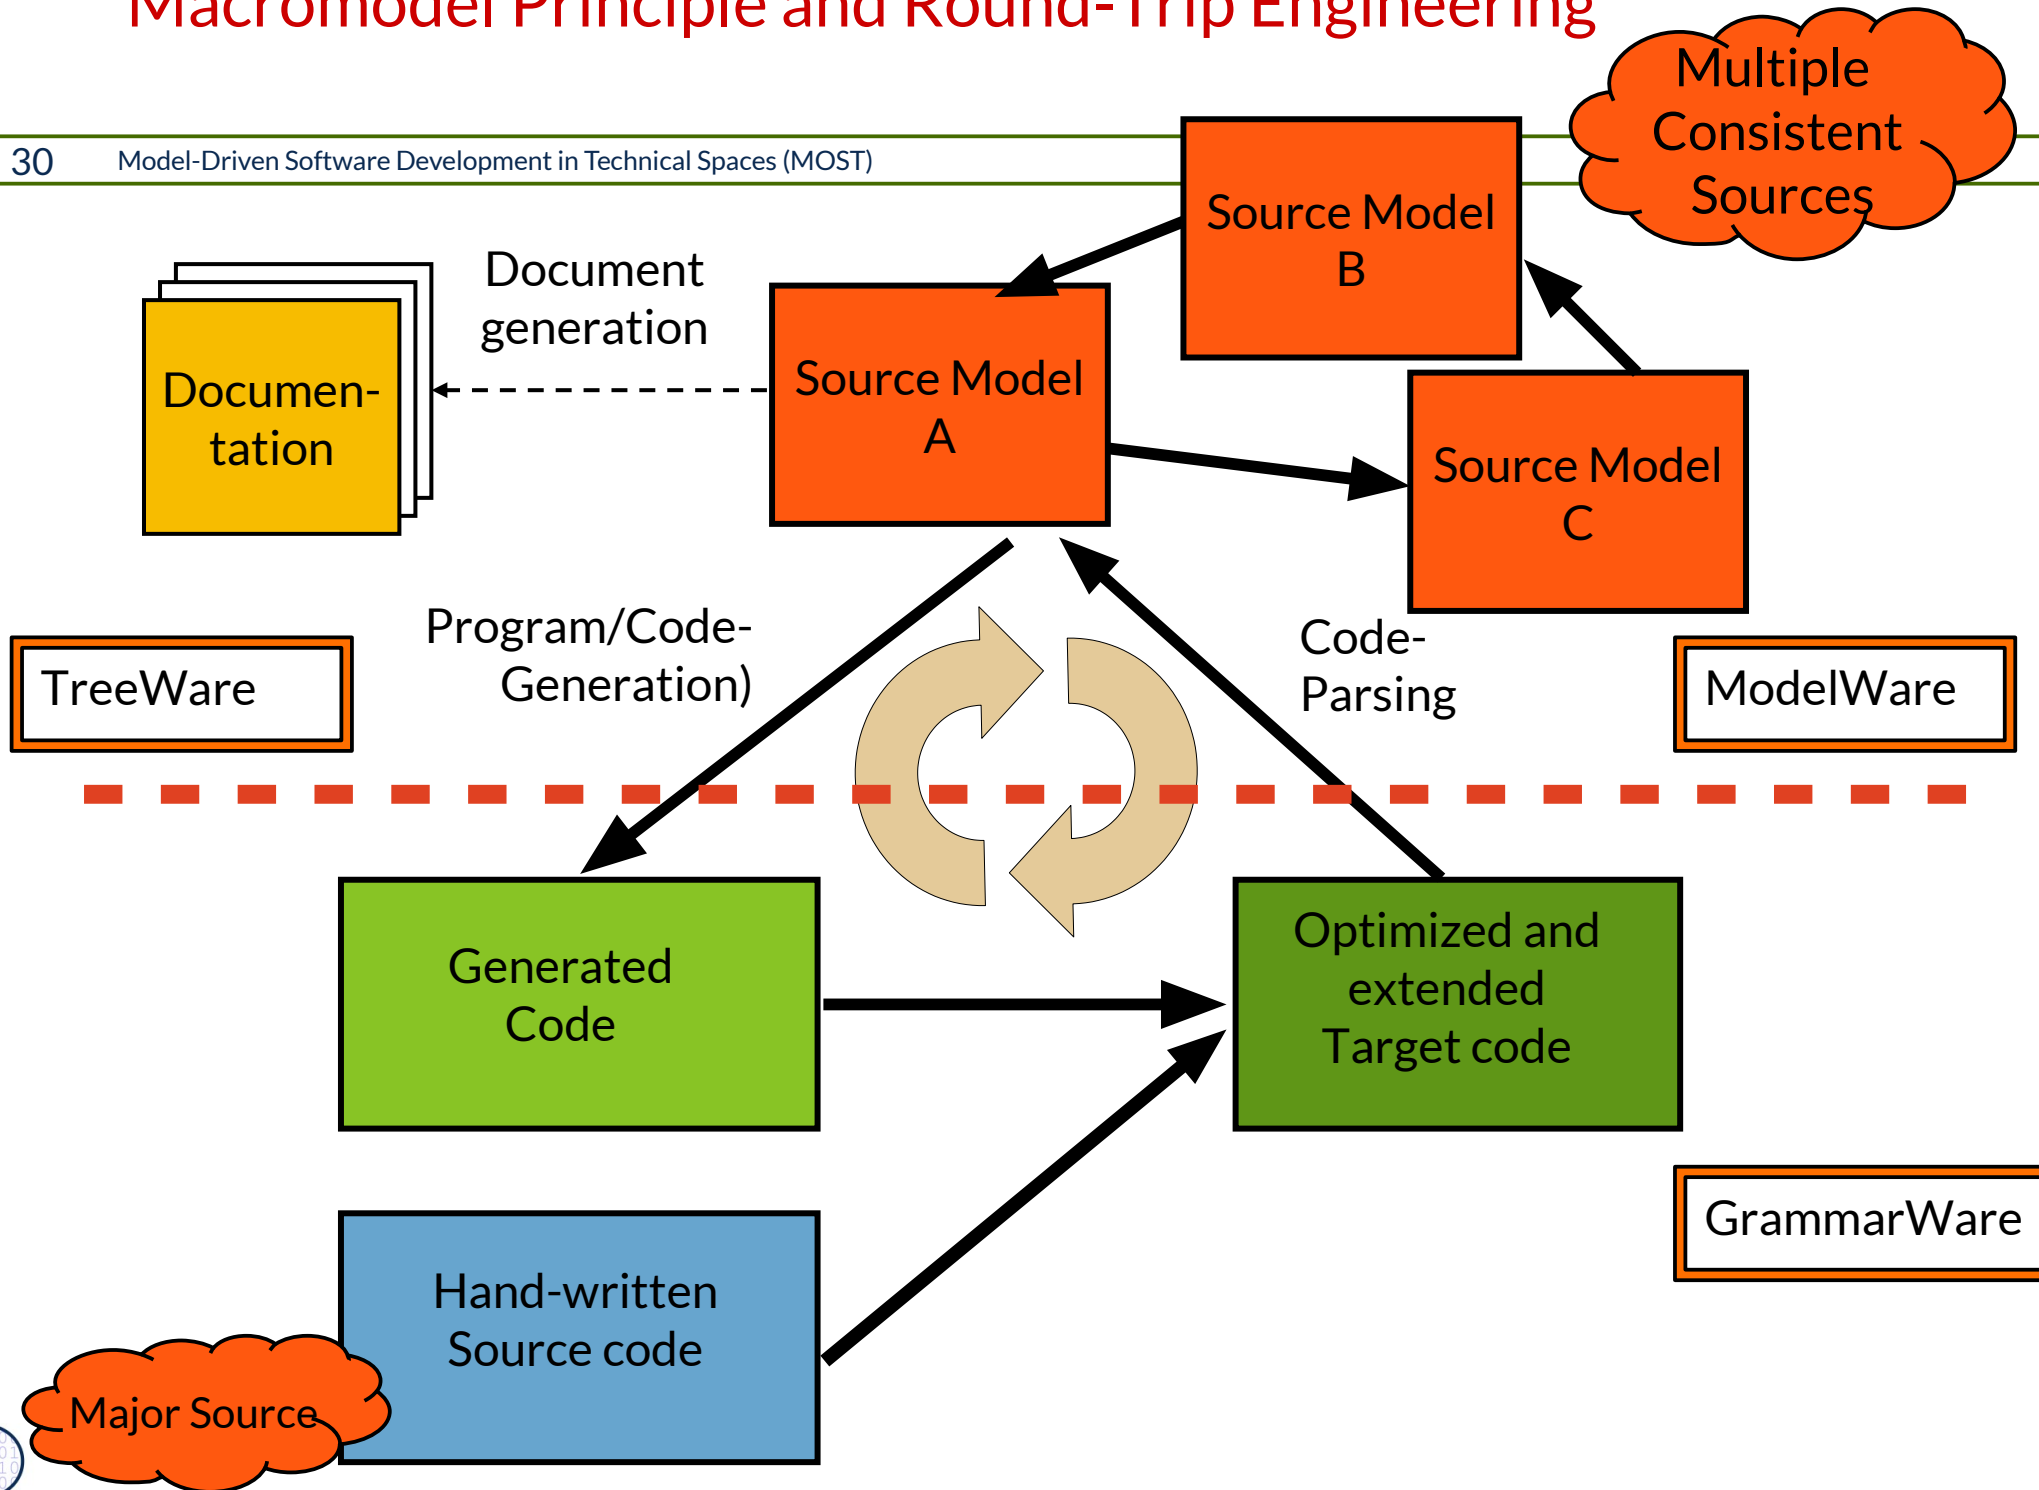 Macromodel Principle and Round-Trip Engineering
Multiple
Consistent
Sources
30
Model-Driven Software Development in Technical Spaces (MOST)
Source Model
B
Document
generation
Source Model
A
Documen-
tation
Source Model
C
Program/Code-
Generation)
Code-
Parsing
TreeWare
ModelWare
Generated
Code
Optimized and
extended
Target code
GrammarWare
Hand-written
Source code
Major Source